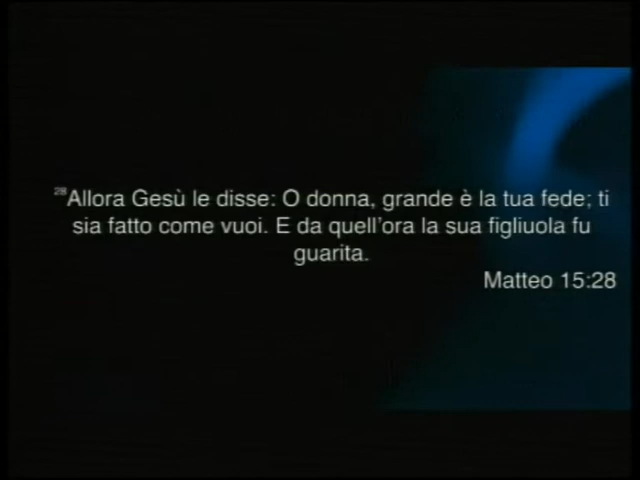 28Allora Gesù le disse: O donna, grande è la tua fede; ti
sia fatto come vuoi. E da quell'ora la sua figliuola fu
guarita.
Matteo 15:28